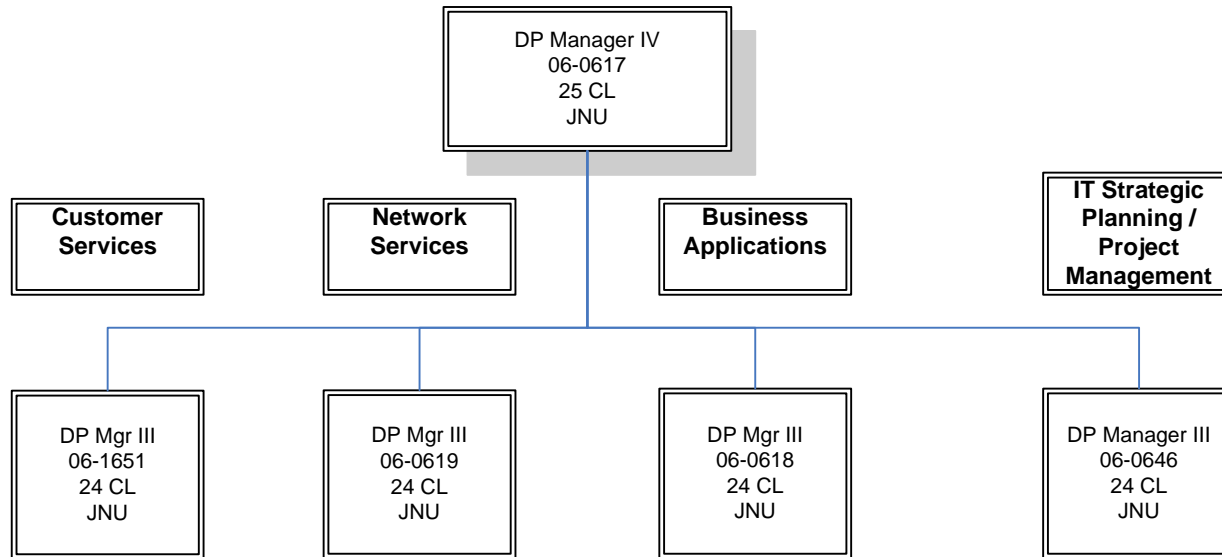 DP Manager IV
06-0617
25 CL
JNU
Customer
Services
Network
Services
Business
Applications
IT Strategic
Planning /
Project
Management
DP Mgr III
06-1651
24 CL
JNU
DP Mgr III
06-0619
24 CL
JNU
DP Mgr III
06-0618
24 CL
JNU
DP Manager III
06-0646
24 CL
JNU